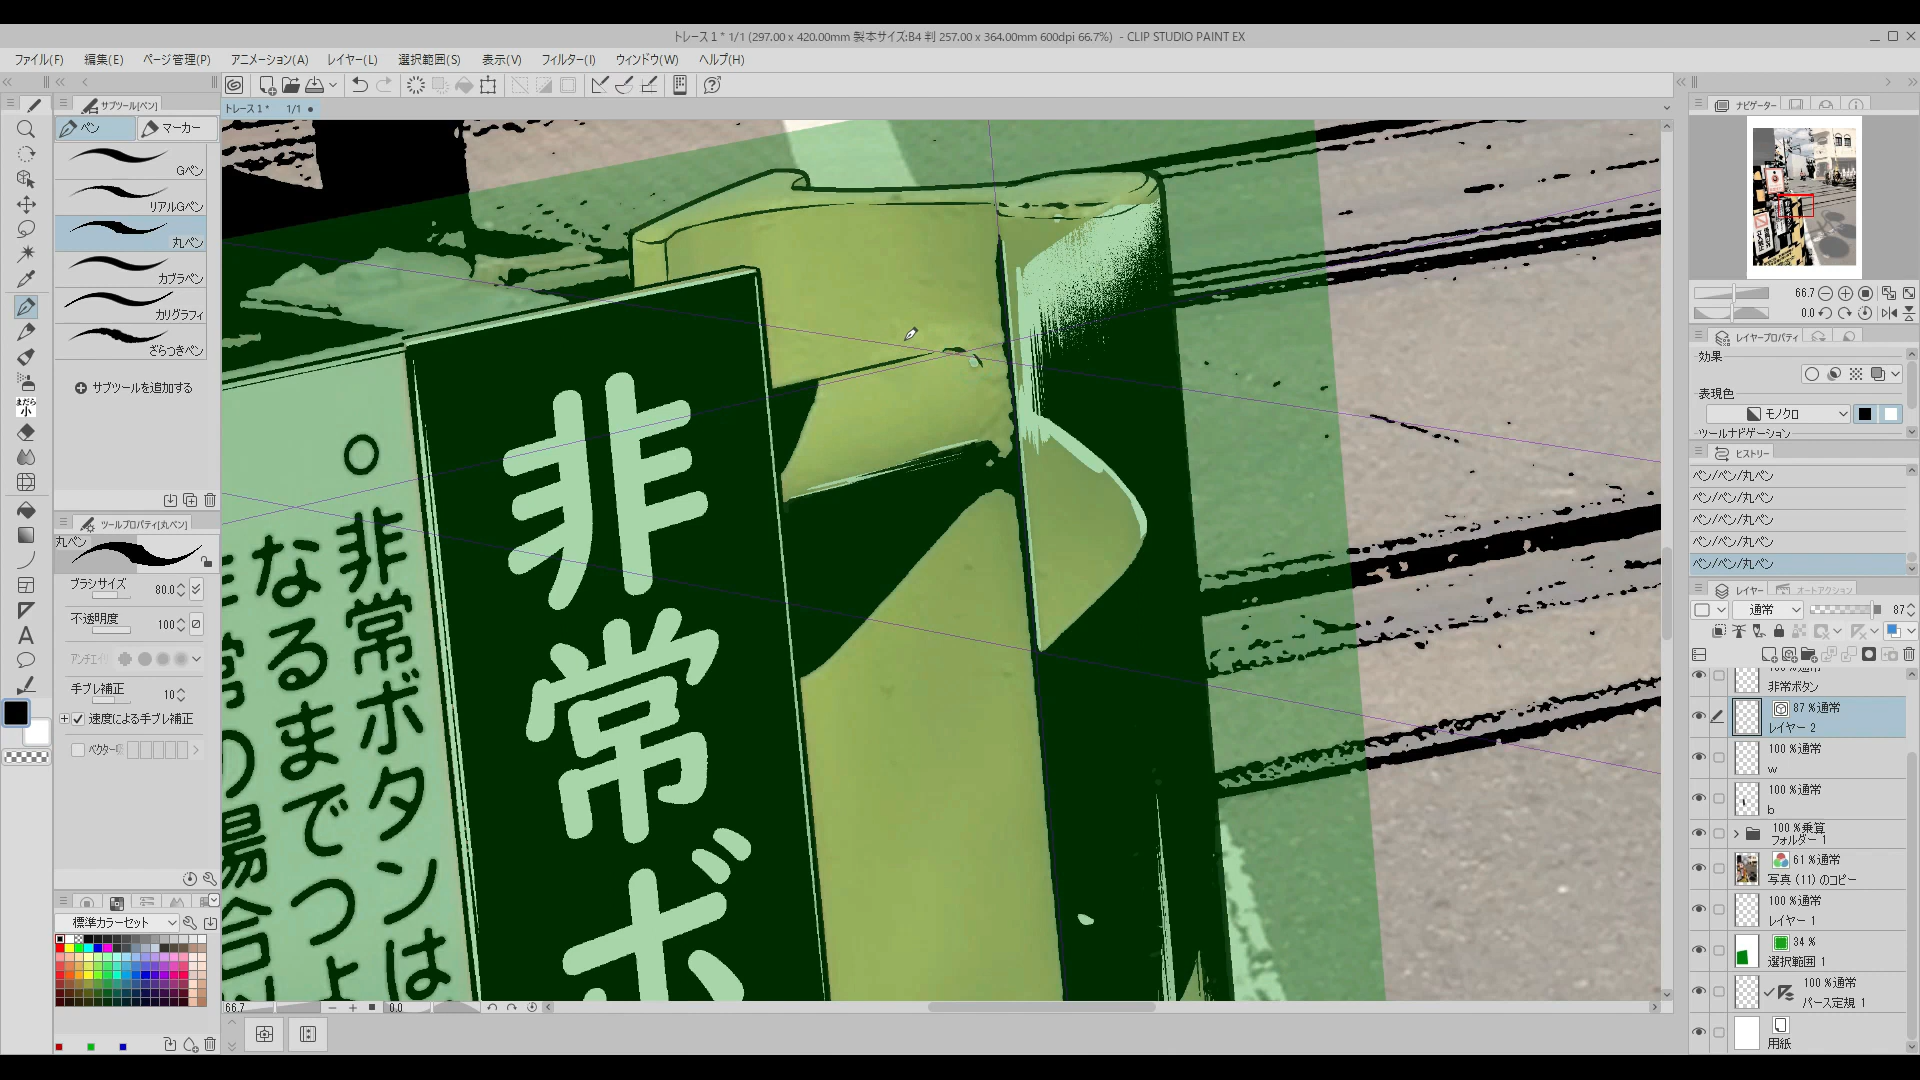 トレース1* 1/1 (297.00 x 420.00mm 製本サイズ:B4 判 257.00 x 364.00mm 600dpi 66.7%) - CLIP STUDIO PAINT EX
ファイル(F) 編集(E) ページ管理(P) アニメーション(A) レイヤー(L) 選択範囲(S) 表示(V) フィルター(I) ウィンドウ(W) ヘルプ(H)
サブツール[ペン]
ペン マーカー
Gペン
リアルGペン
丸ペン
カブラペン
カリグラフィ
ざらつきペン
サブツールを追加する
ツールプロパティ[丸ペン]
丸ペン
ブラシサイズ 80.0
不透明度 100
手ブレ補正 10
速度による手ブレ補正
標準カラーセット
まだら
小
A
トレース1* 1/1
非常ボ
。非常ボタンは
なるまでつ
66.7 0.0
ナビゲーター
66.7
0.0
レイヤープロパティ
効果
表現色
モノクロ
ツールナビゲーション
ヒストリー
ペン/ペン/丸ペン
ペン/ペン/丸ペン
ペン/ペン/丸ペン
ペン/ペン/丸ペン
ペン/ペン/丸ペン
レイヤー オートアクション
通常 87
非常ボタン
87 %通常
レイヤー 2
100 %通常
w
100 %通常
b
100 %乗算
フォルダー 1
61 %通常
写真 (11) のコピー
100 %通常
レイヤー 1
34 %
選択範囲 1
100 %通常
パース定規 1
用紙